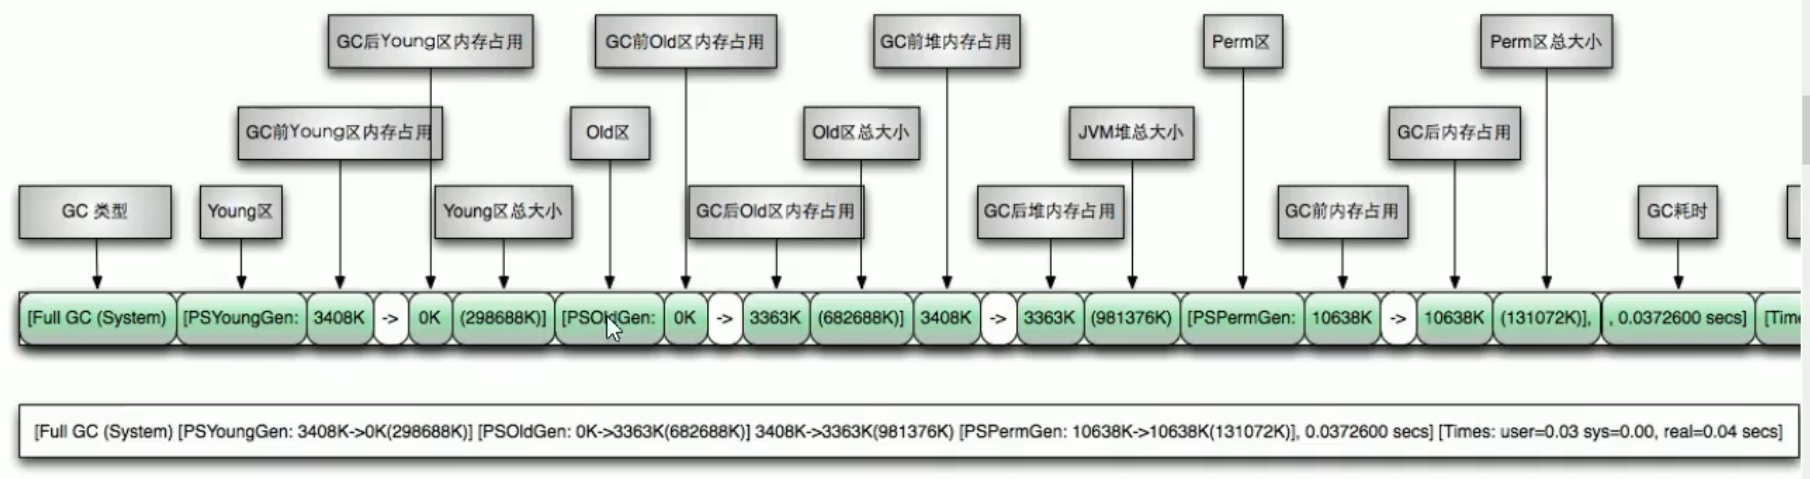 GC后Young区内存占用 GC前Old区内存占用 GC前堆内存占用 Perm区 Perm区总大小
GC前Young区内存占用 Old区 Old区总大小 JVM堆总大小 GC后内存占用
GC 类型 Young区 Young区总大小 GC后Old区内存占用 GC后堆内存占用 GC前内存占用 GC耗时
[Full GC (System) [PSYoungGen: 3408K -> 0K (298688K)] [PSOldGen: 0K -> 3363K (682688K)] 3408K -> 3363K (981376K) [PSPermGen: 10638K -> 10638K (131072K)], , 0.0372600 secs] [Time
[Full GC (System) [PSYoungGen: 3408K->0K(298688K)] [PSOldGen: 0K->3363K(682688K)] 3408K->3363K(981376K) [PSPermGen: 10638K->10638K(131072K)], 0.0372600 secs] [Times: user=0.03 sys=0.00, real=0.04 secs]